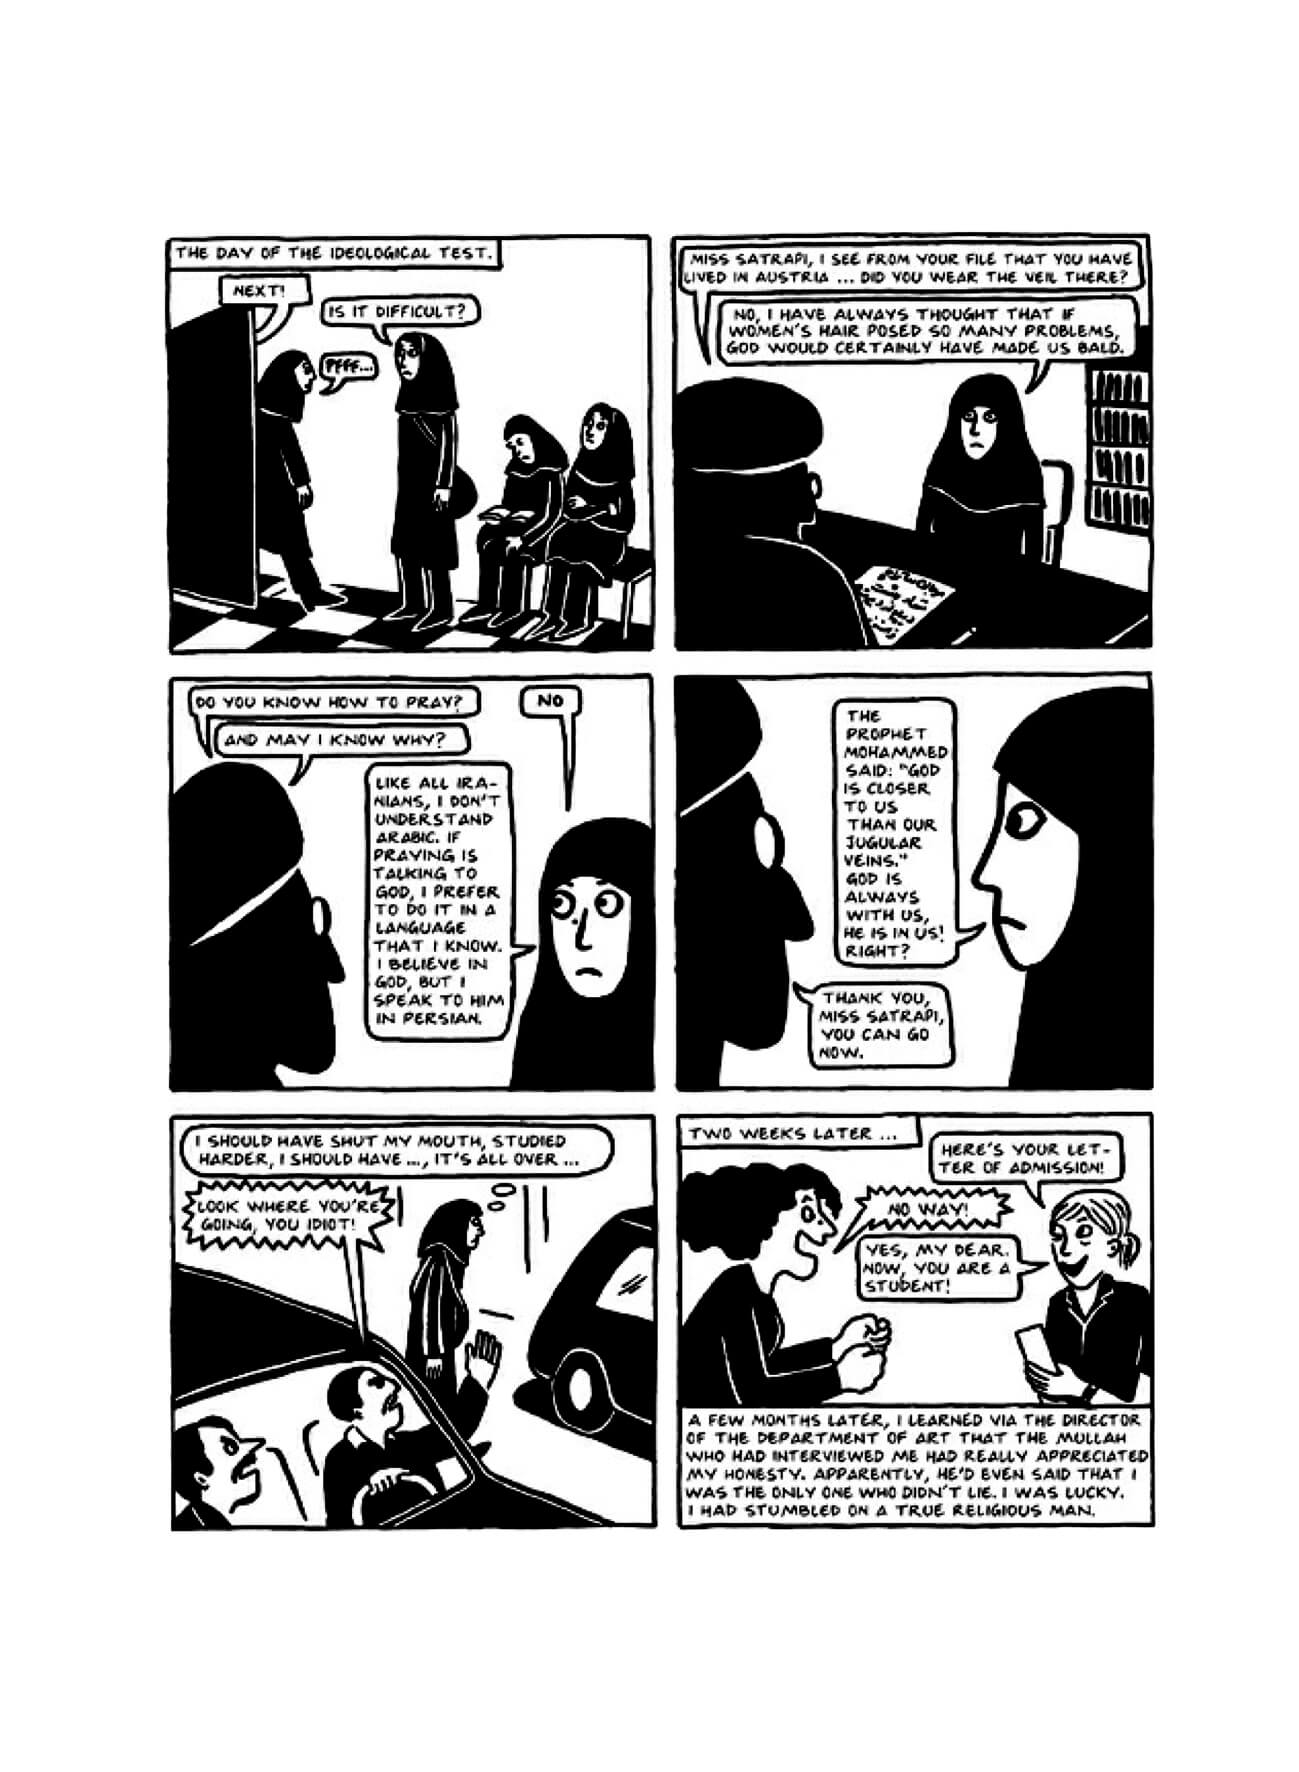 THE DAY OF THE IDEOLOGICAL TEST.
NEXT!
IS IT DIFFICULT?
PFFF...
MISS SATRAPI, I SEE FROM YOUR FILE THAT YOU HAVE
LIVED IN AUSTRIA ... DID YOU WEAR THE VEIL THERE?
NO, I HAVE ALWAYS THOUGHT THAT IF
WOMEN'S HAIR POSED SO MANY PROBLEMS,
GOD WOULD CERTAINLY HAVE MADE US BALD.
DO YOU KNOW HOW TO PRAY?
NO
AND MAY I KNOW WHY?
LIKE ALL IRA-
NIANS, I DON'T
UNDERSTAND
ARABIC. IF
PRAYING IS
TALKING TO
GOD, I PREFER
TO DO IT IN A
LANGUAGE
THAT I KNOW.
I BELIEVE IN
GOD, BUT I
SPEAK TO HIM
IN PERSIAN.
THE
PROPHET
MOHAMMED
SAID: "GOD
IS CLOSER
TO US
THAN OUR
JUGULAR
VEINS."
GOD IS
ALWAYS
WITH US,
HE IS IN US!
RIGHT?
THANK YOU,
MISS SATRAPI,
YOU CAN GO
NOW.
I SHOULD HAVE SHUT MY MOUTH, STUDIED
HARDER, I SHOULD HAVE ..., IT'S ALL OVER ...
LOOK WHERE YOU'RE
GOING, YOU IDIOT!
TWO WEEKS LATER ...
HERE'S YOUR LET-
TER OF ADMISSION!
NO WAY!
YES, MY DEAR.
NOW, YOU ARE A
STUDENT!
A FEW MONTHS LATER, I LEARNED VIA THE DIRECTOR
OF THE DEPARTMENT OF ART THAT THE MULLAH
WHO HAD INTERVIEWED ME HAD REALLY APPRECIATED
MY HONESTY. APPARENTLY, HE'D EVEN SAID THAT I
WAS THE ONLY ONE WHO DIDN'T LIE. I WAS LUCKY.
I HAD STUMBLED ON A TRUE RELIGIOUS MAN.